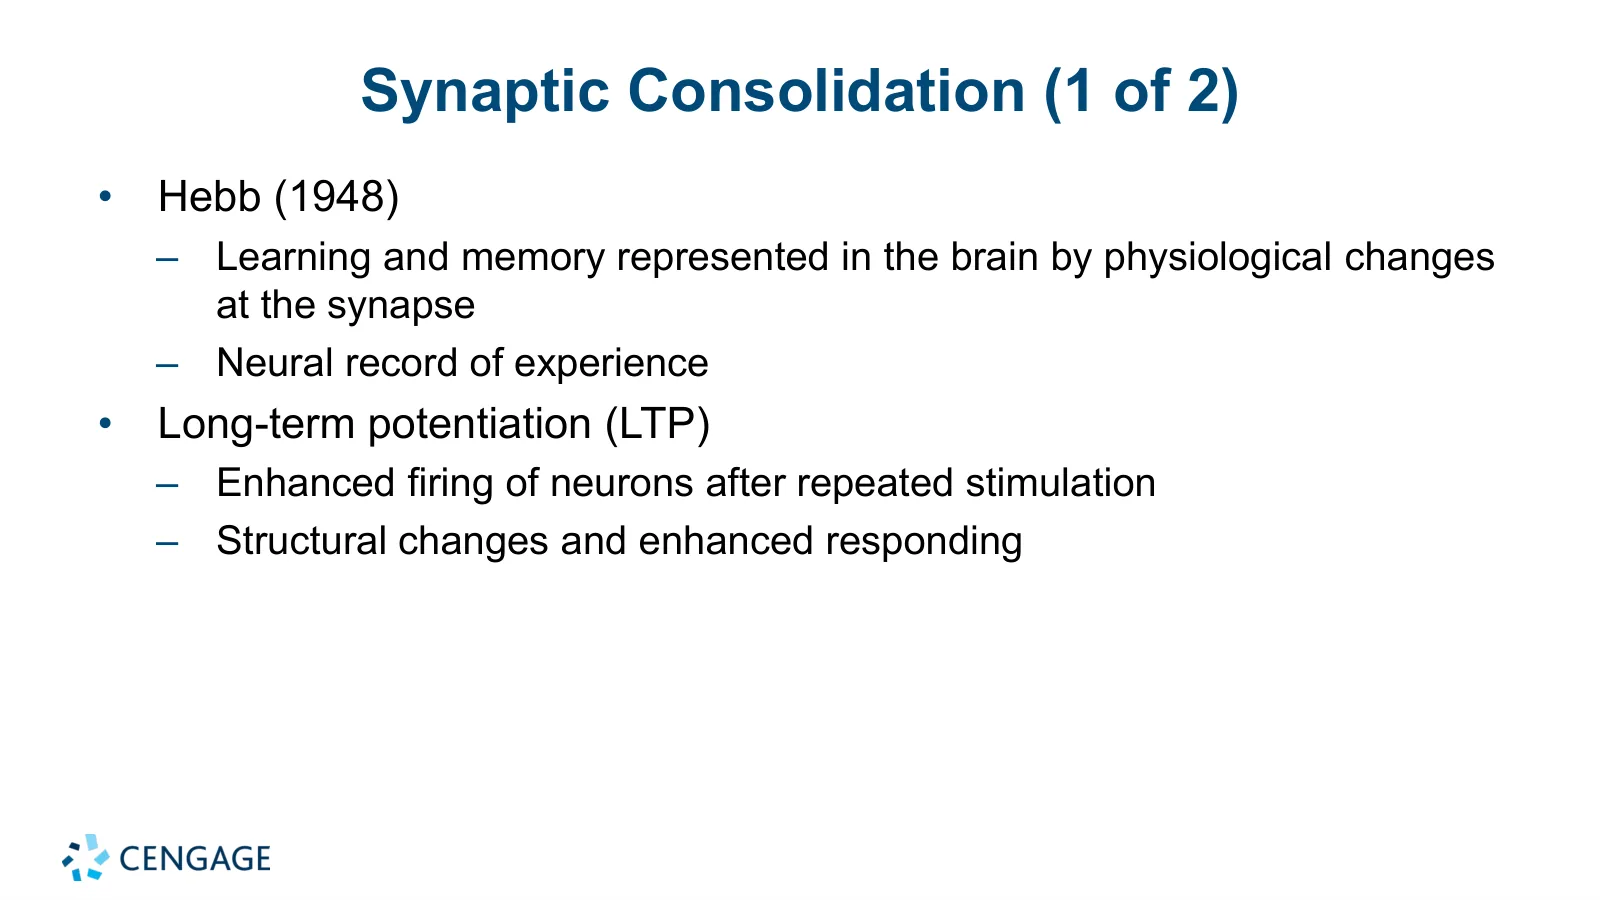 Synaptic Consolidation (1 of 2)
• Hebb (1948)
– Learning and memory represented in the brain by physiological changes
at the synapse
– Neural record of experience
• Long-term potentiation (LTP)
– Enhanced firing of neurons after repeated stimulation
– Structural changes and enhanced responding
CENGAGE